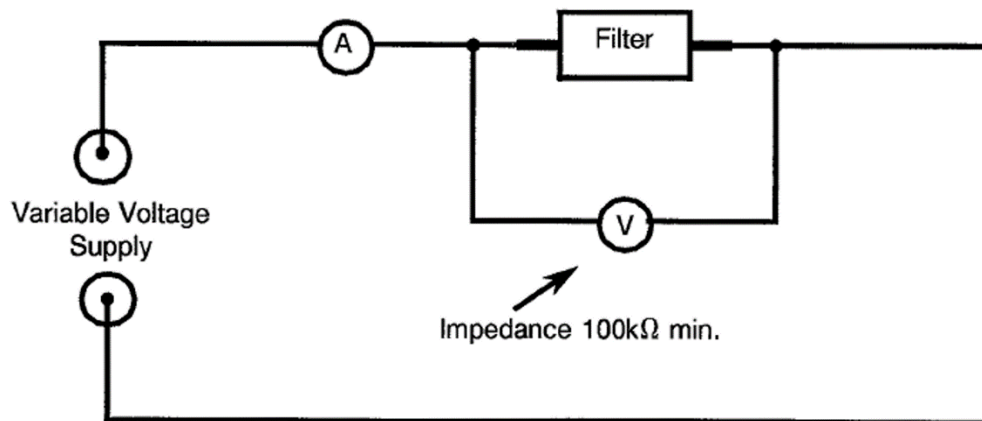 A
Filter
Variable Voltage
Supply
V
Impedance 100kΩ min.